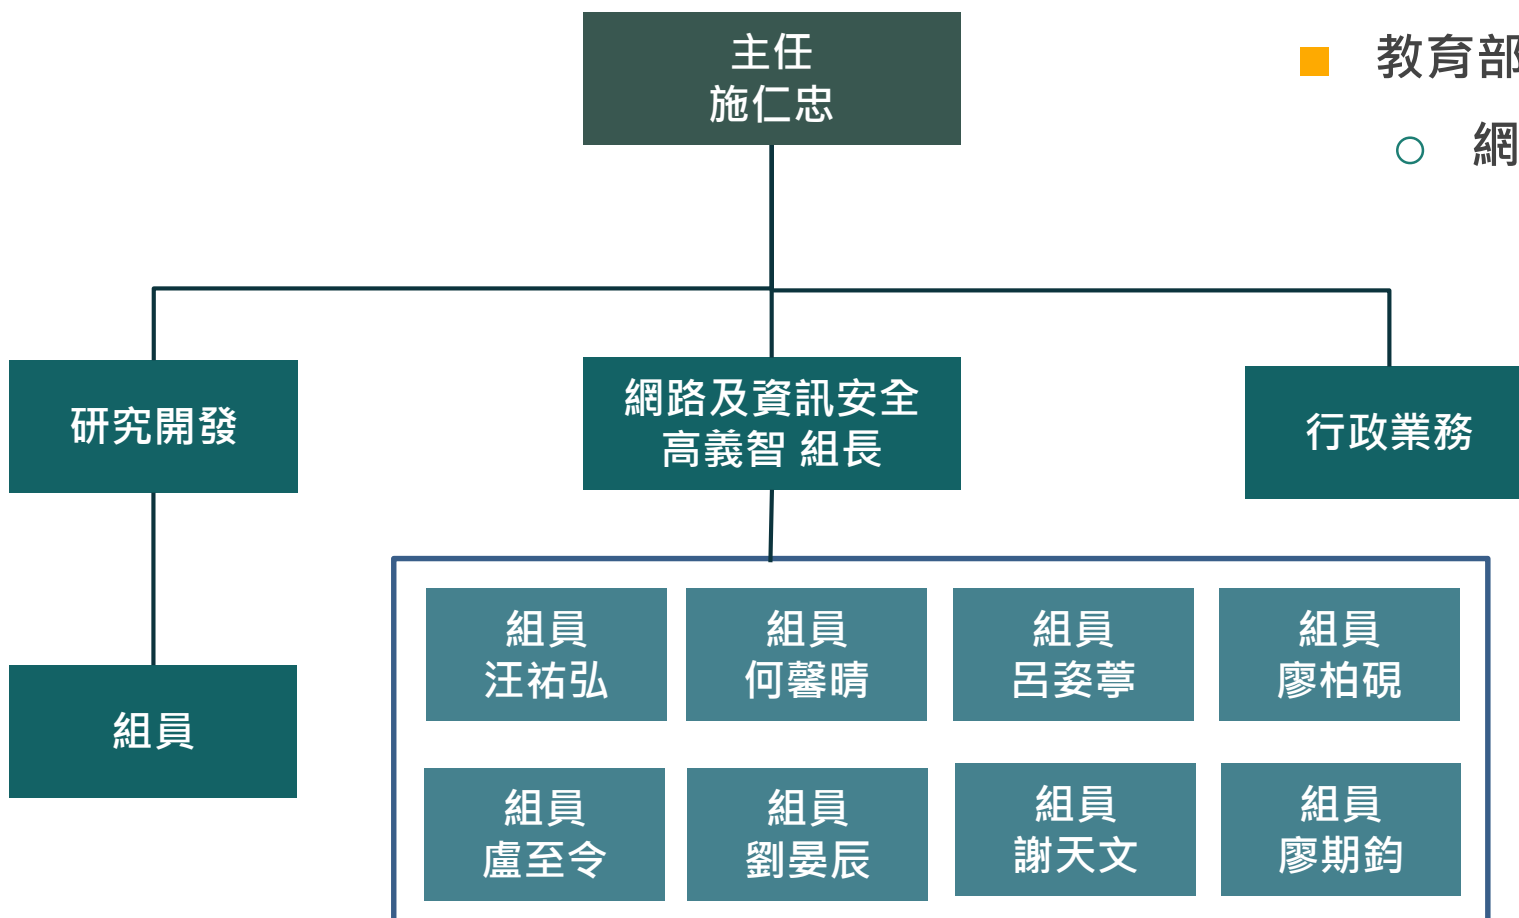 主任
施仁忠
教育部
網
研究開發
網路及資訊安全
高義智 組長
行政業務
組員
組員
汪祐弘
組員
何馨晴
組員
呂姿葶
組員
廖柏硯
組員
盧至令
組員
劉晏辰
組員
謝天文
組員
廖期鈞